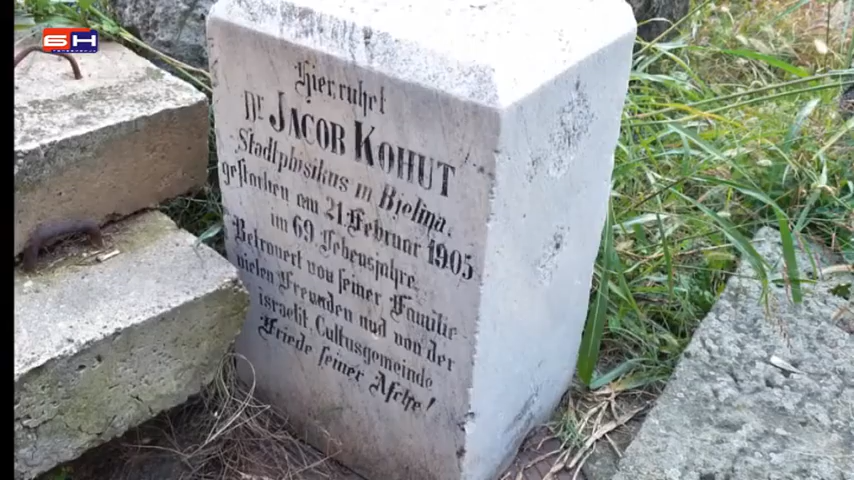 БН
Hier ruhet
Dr JACOB KOHUT
Stadtphisikus in Bjelina,
gestorben am 21 Februar 1905
im 69 Lebensjahre.
Betrauert von seiner Familie
vielen Freunden und von der
israelit. Cultusgemeinde
Friede seiner Asche!